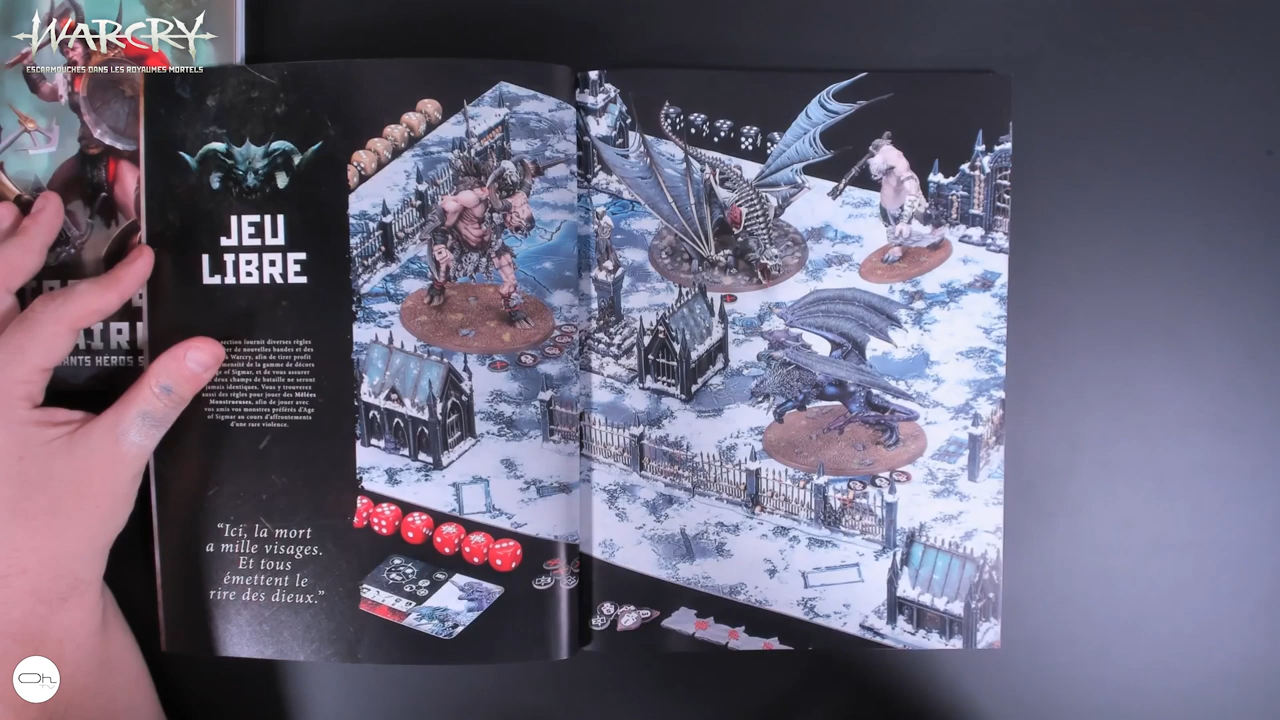 WARCRY
ESCARMOUCHES DANS LES ROYAUMES MORTELS
JEU
LIBRE
section fournit diverses règles
de nouvelles bandes et des
Warcry, afin de tirer profit
de la gamme de décors
of Sigmar, et de vous assurer
deux champs de bataille ne seront
jamais identiques. Vous y trouverez
aussi des règles pour jouer des Mêlées
Monstrueuses, afin de jouer avec
vos amis vos monstres préférés d'Age
of Sigmar au cours d'affrontements
d'une rare violence.
“Ici, la mort
a mille visages.
Et tous
émettent le
rire des dieux.”